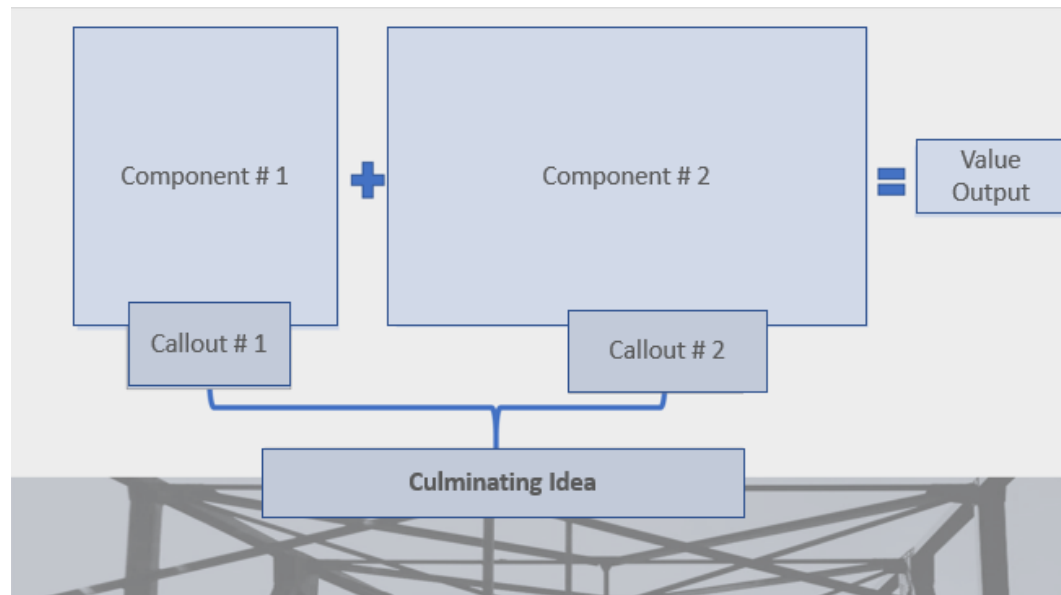 Component # 1
Component # 2
Value
Output
Callout # 1
Callout # 2
Culminating Idea